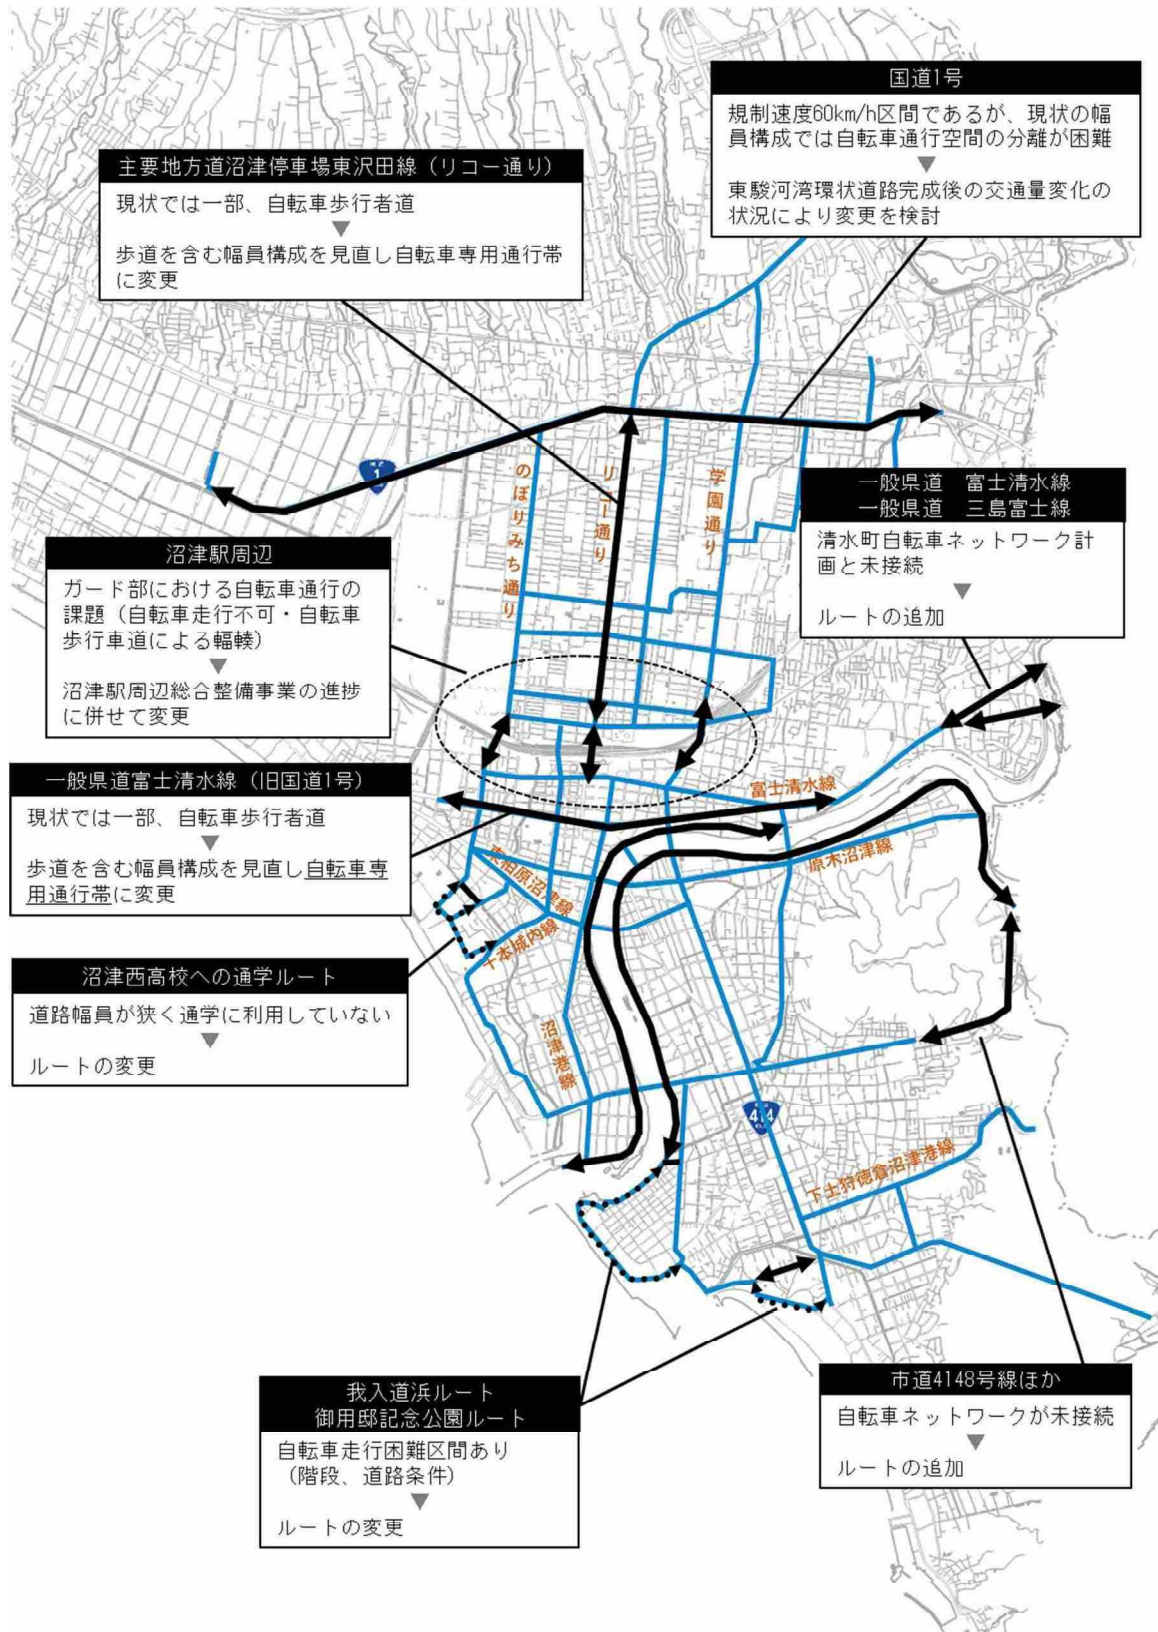 国道1号
規制速度60km/h区間であるが、現状の幅
員構成では自転車通行空間の分離が困難
▼
東駿河湾環状道路完成後の交通量変化の
状況により変更を検討
主要地方道沼津停車場東沢田線（リコー通り）
現状では一部、自転車歩行者道
▼
歩道を含む幅員構成を見直し自転車専用通行帯
に変更
1
のぼりみち通り
リコー通り
学園通り
一般県道　富士清水線
一般県道　三島富士線
清水町自転車ネットワーク計
画と未接続
▼
ルートの追加
沼津駅周辺
ガード部における自転車通行の
課題（自転車走行不可・自転車
歩行車道による輻輳）
▼
沼津駅周辺総合整備事業の進捗
に併せて変更
一般県道富士清水線（旧国道1号）
現状では一部、自転車歩行者道
▼
歩道を含む幅員構成を見直し自転車専
用通行帯に変更
富士清水線
原木沼津線
東柏原沼津線
千本城内線
沼津港線
沼津西高校への通学ルート
道路幅員が狭く通学に利用していない
▼
ルートの変更
414
下土狩徳倉沼津港線
我入道浜ルート
御用邸記念公園ルート
自転車走行困難区間あり
（階段、道路条件）
▼
ルートの変更
市道4148号線ほか
自転車ネットワークが未接続
▼
ルートの追加